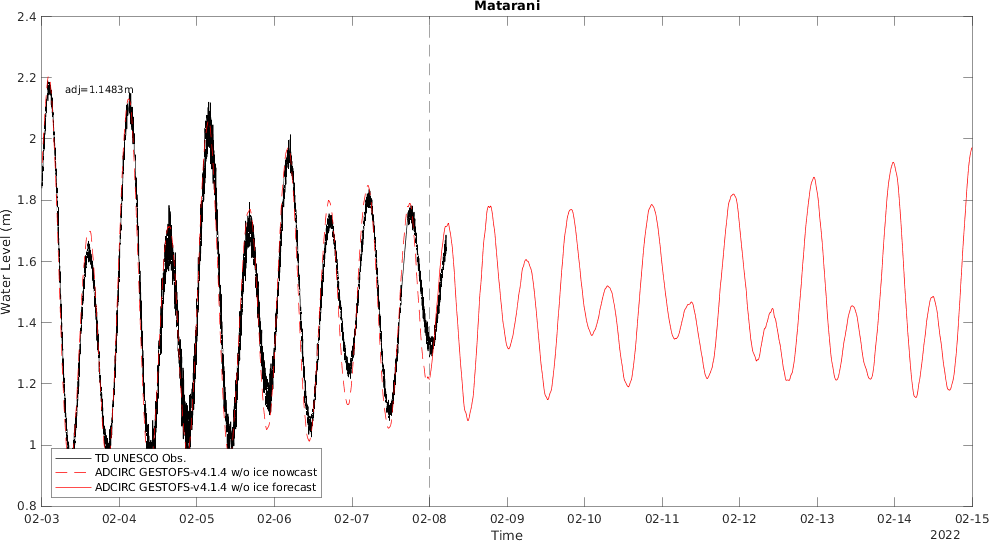 Matarani
2.4
2.2
2
1.8
1.6
1.4
1.2
1
0.8
Water Level (m)
adj=1.1483m
TD UNESCO Obs.
ADCIRC GESTOFS-v4.1.4 w/o ice nowcast
ADCIRC GESTOFS-v4.1.4 w/o ice forecast
02-03 02-04 02-05 02-06 02-07 02-08 02-09 02-10 02-11 02-12 02-13 02-14 02-15
Time
2022